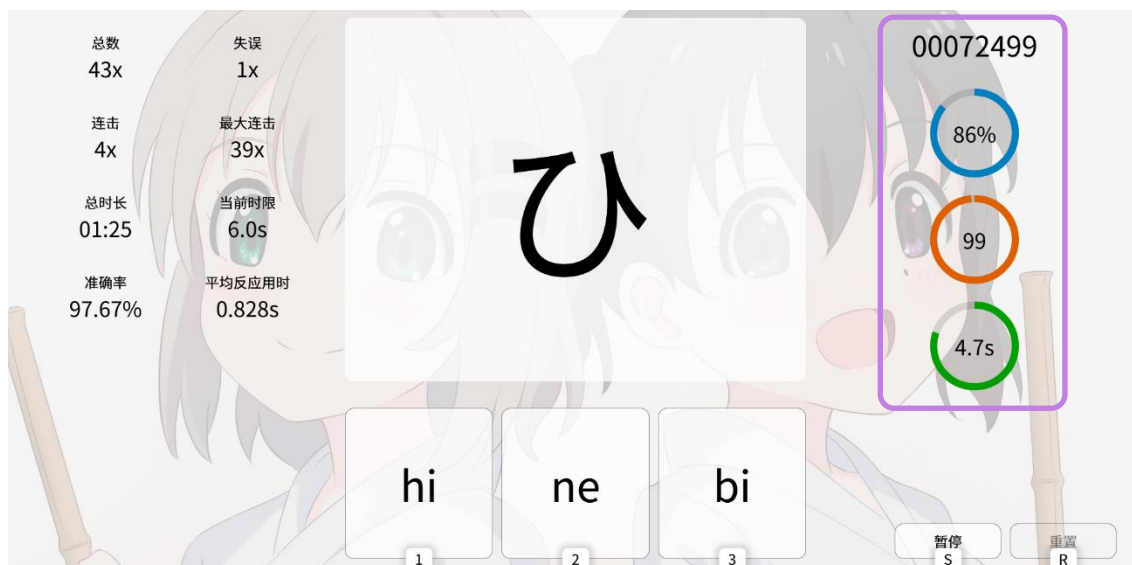 总数 失误
43x 1x
连击 最大连击
4x 39x
总时长 当前时限
01:25 6.0s
准确率 平均反应用时
97.67% 0.828s
ひ
hi ne bi
1 2 3
00072499
86%
99
4.7s
暂停 重置
S R